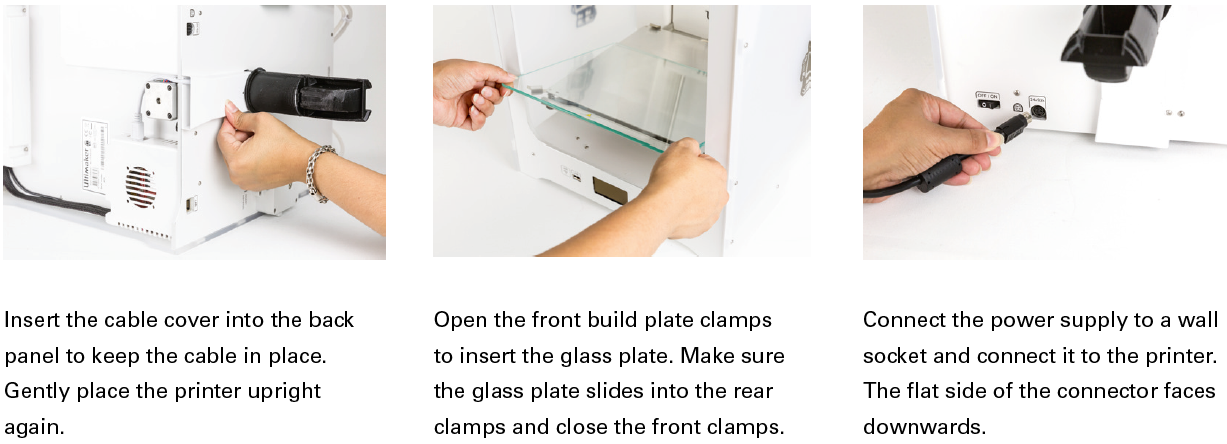 Ultimaker
OFF / ON
Insert the cable cover into the back
panel to keep the cable in place.
Gently place the printer upright
again.
Open the front build plate clamps
to insert the glass plate. Make sure
the glass plate slides into the rear
clamps and close the front clamps.
Connect the power supply to a wall
socket and connect it to the printer.
The flat side of the connector faces
downwards.